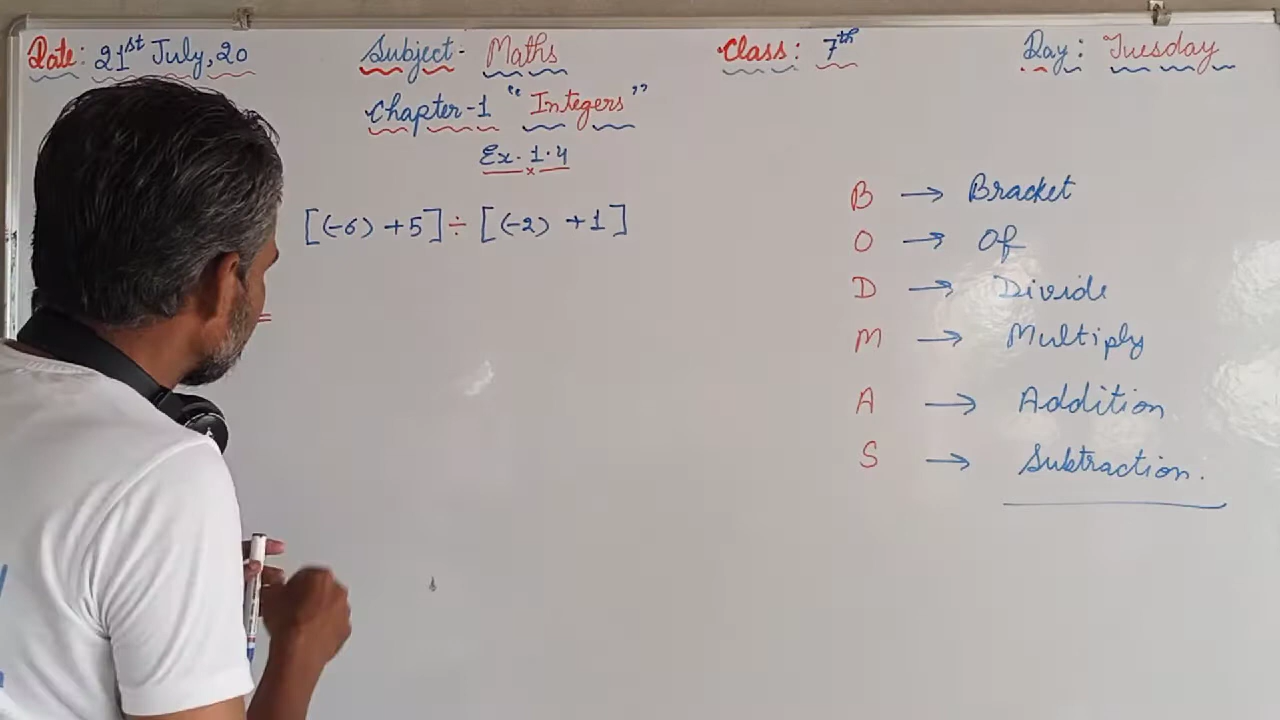 Date: 21st July, 20 Subject- Maths Class: 7th Day: Tuesday
Chapter-1 "Integers"
Ex. 1.4
[(-6) +5] ÷ [(-2) +1]
B → Bracket
O → Of
D → Divide
M → Multiply
A → Addition
S → Subtraction.